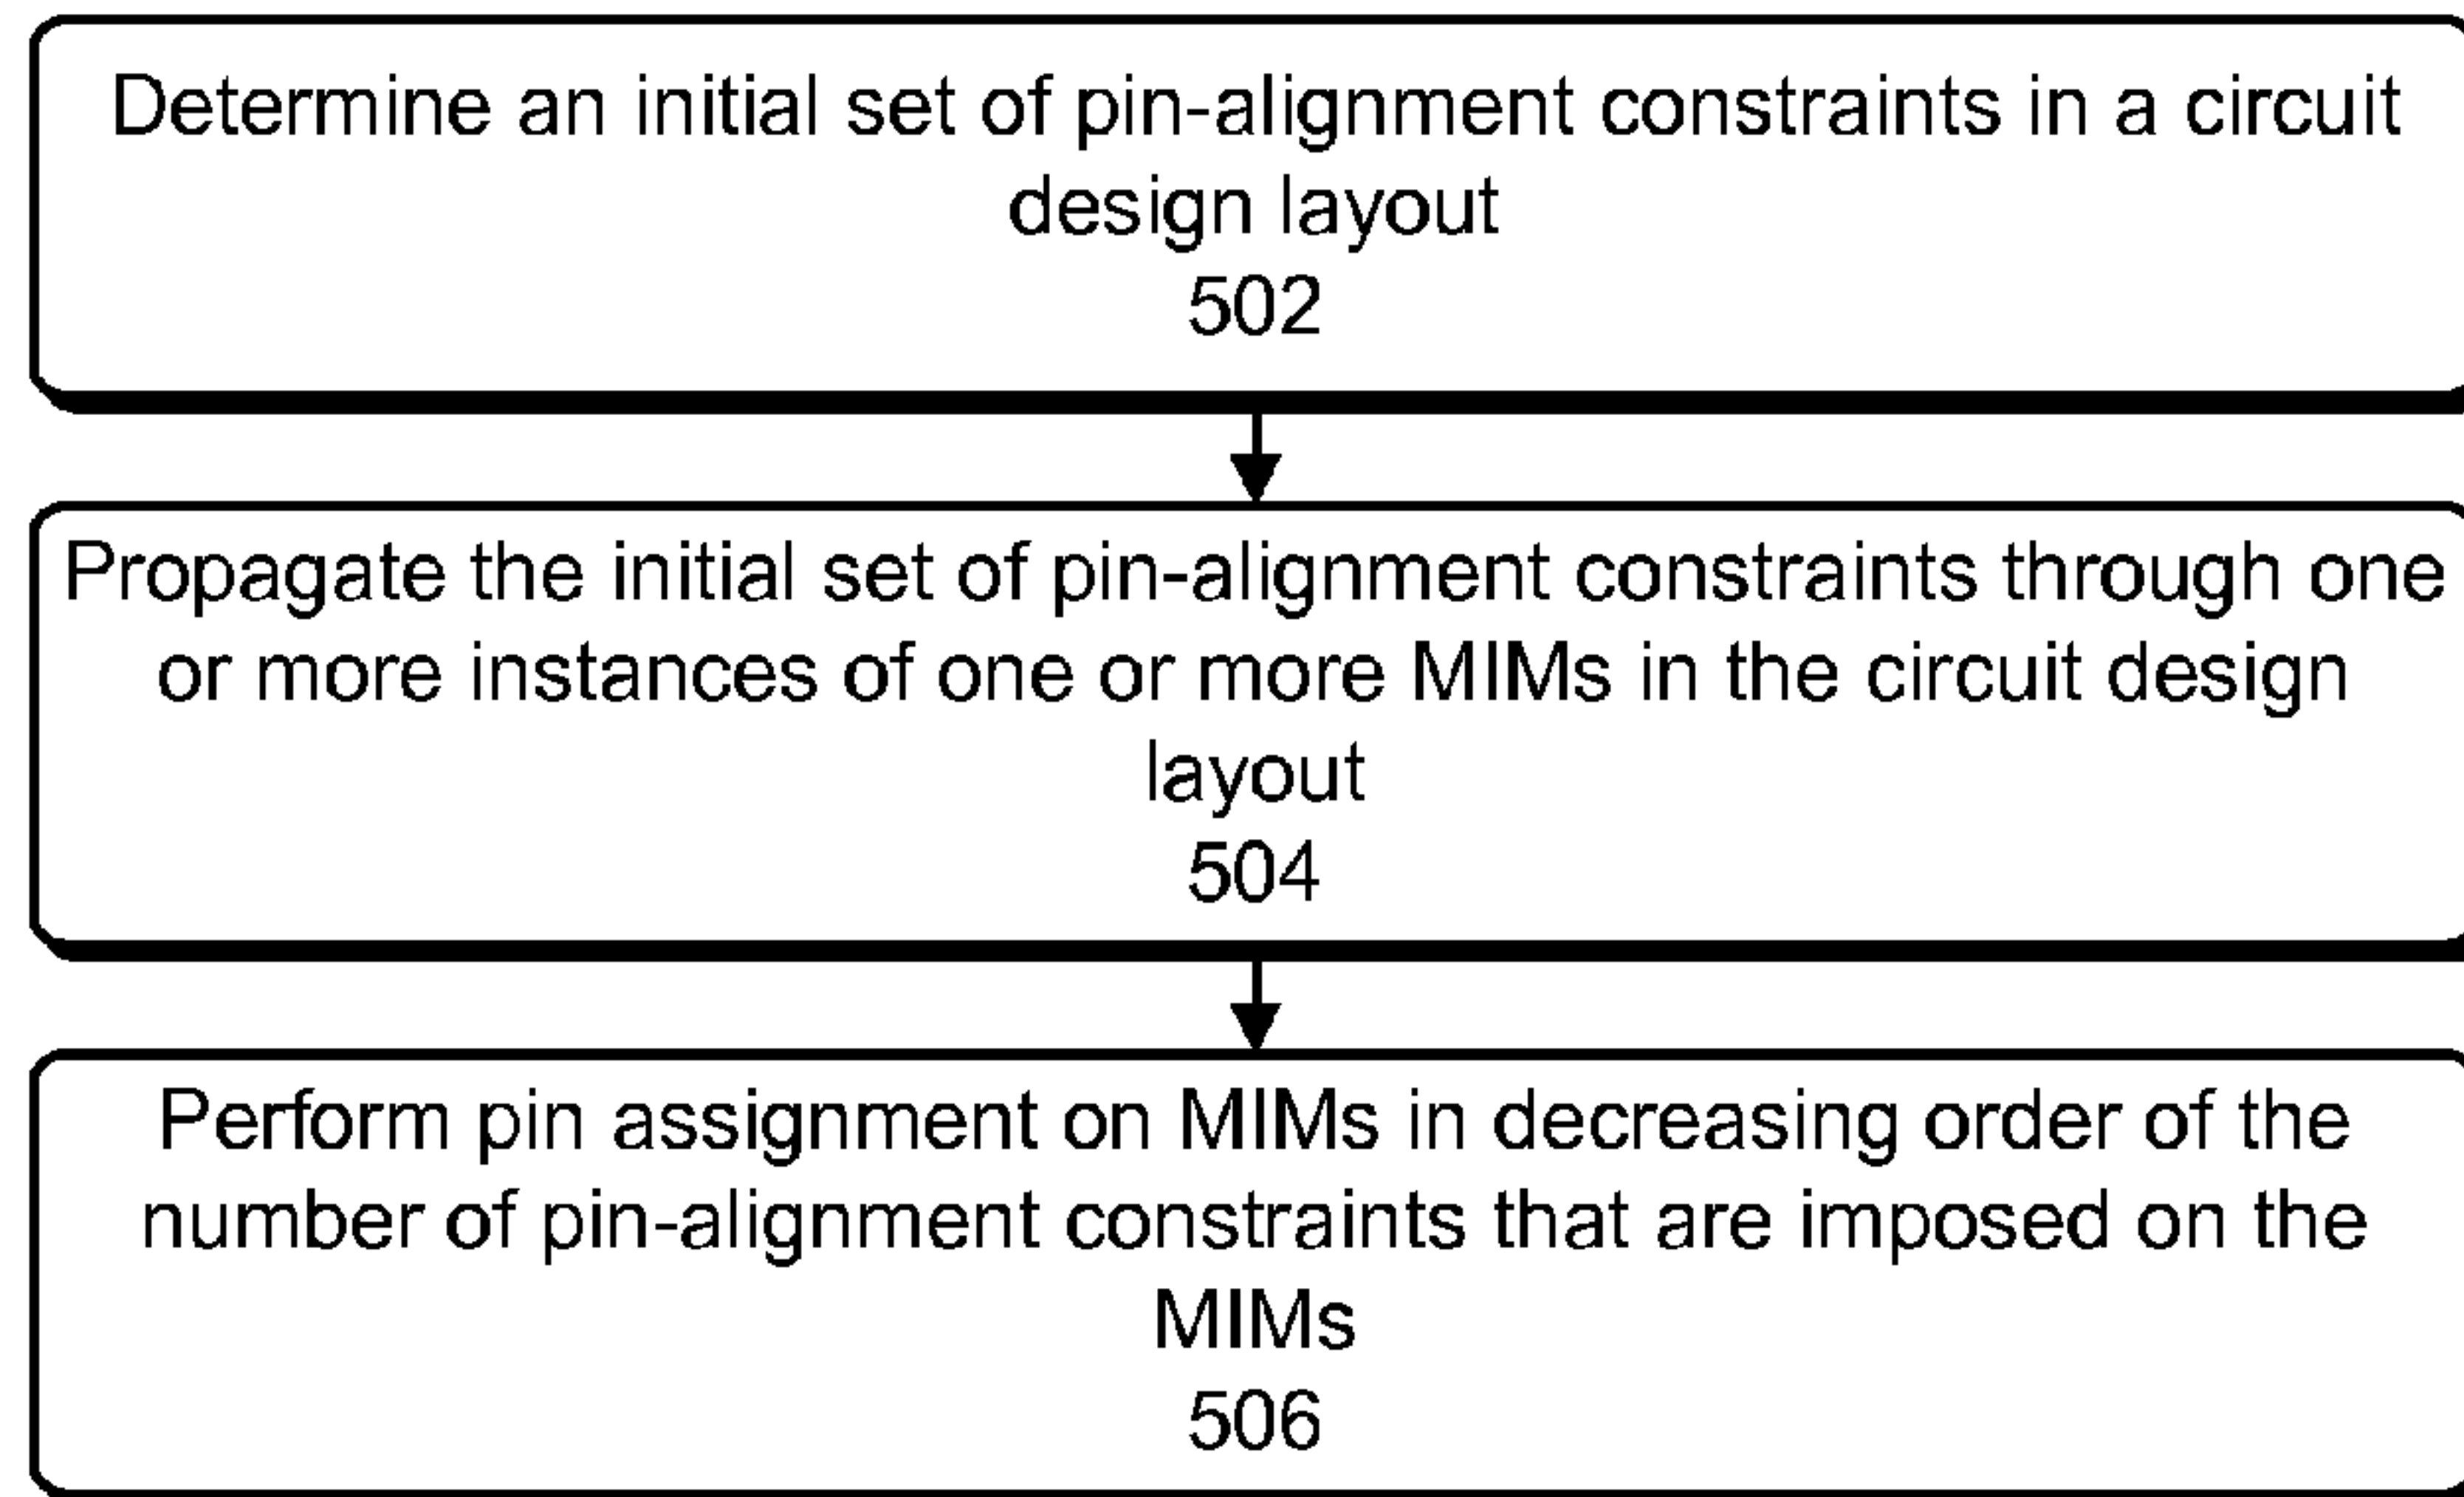 Determine an initial set of pin-alignment constraints in a circuit
design layout
502
Propagate the initial set of pin-alignment constraints through one
or more instances of one or more MIMs in the circuit design
layout
504
Perform pin assignment on MIMs in decreasing order of the
number of pin-alignment constraints that are imposed on the
MIMs
506